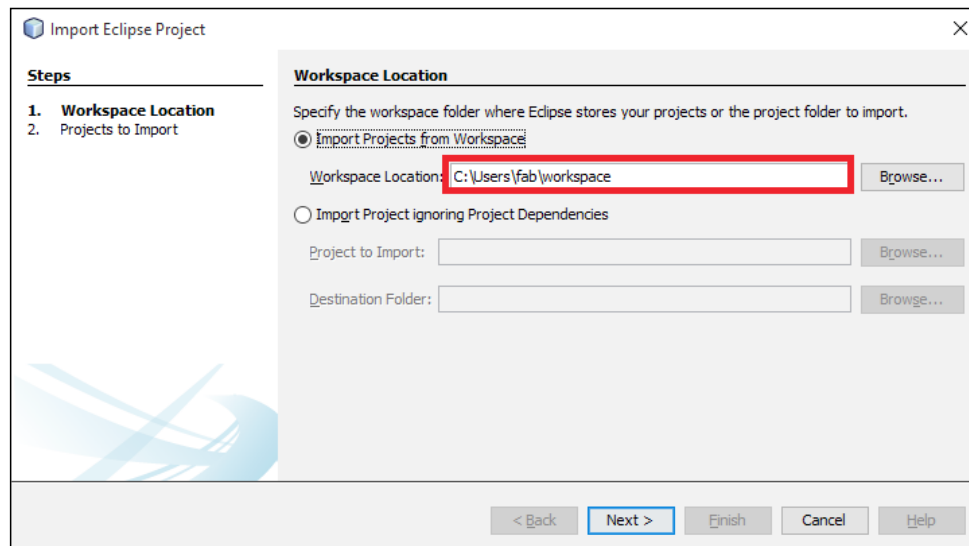 Import Eclipse Project
Steps
1. Workspace Location
2. Projects to Import
Workspace Location
Specify the workspace folder where Eclipse stores your projects or the project folder to import.
Import Projects from Workspace
Workspace Location: C:\Users\fab\workspace Browse...
Import Project ignoring Project Dependencies
Project to Import: Browse...
Destination Folder: Browse...
< Back Next > Finish Cancel Help